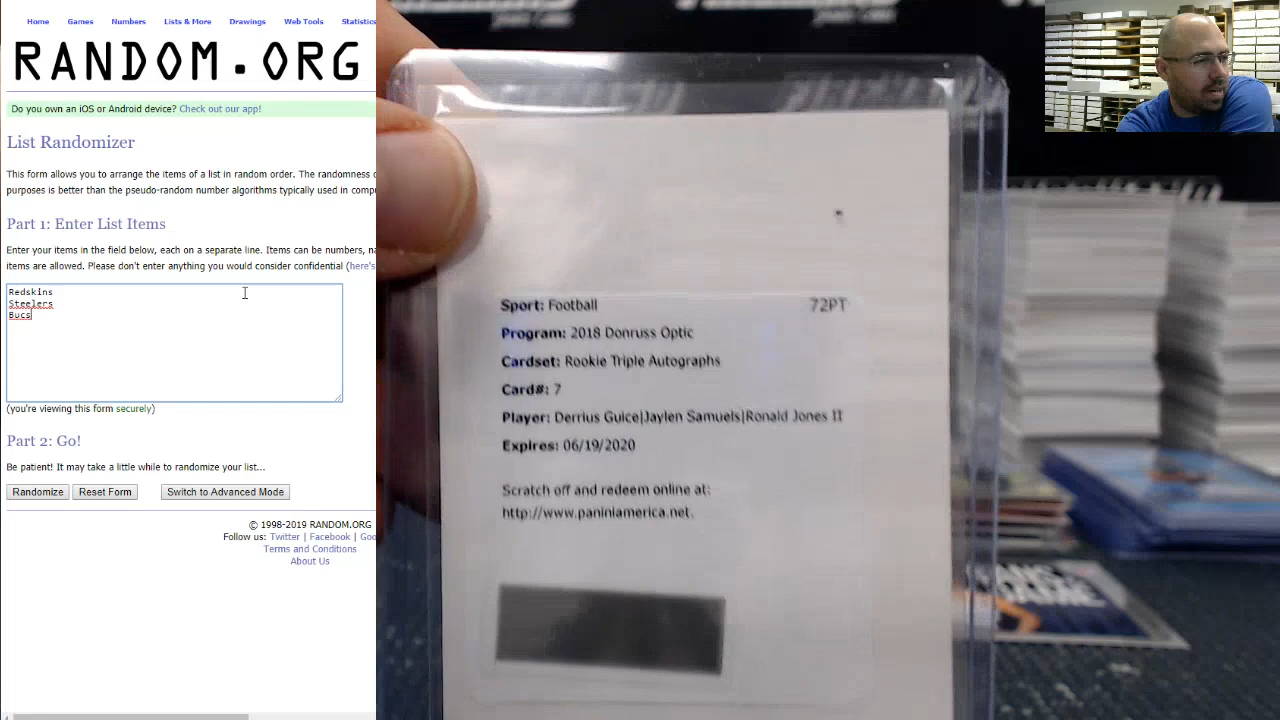 Home Games Numbers Lists & More Drawings Web Tools Statistics
RANDOM.ORG
Do you own an iOS or Android device? Check out our app!
List Randomizer
This form allows you to arrange the items of a list in random order. The randomness
purposes is better than the pseudo-random number algorithms typically used in
Part 1: Enter List Items
Enter your items in the field below, each on a separate line. Items can be numbers,
items are allowed. Please don't enter anything you would consider confidential (here's
Redskins
Steelers
Bucs
(you're viewing this form securely)
Part 2: Go!
Be patient! It may take a little while to randomize your list...
Randomize Reset Form Switch to Advanced Mode
© 1998-2019 RANDOM.ORG
Follow us: Twitter | Facebook |
Terms and Conditions
About Us
Sport: Football 72PT
Program: 2018 Donruss Optic
Cardset: Rookie Triple Autographs
Card#: 7
Player: Derrius Guice|Jaylen Samuels|Ronald Jones II
Expires: 06/19/2020
Scratch off and redeem online at:
http://www.paniniamerica.net.